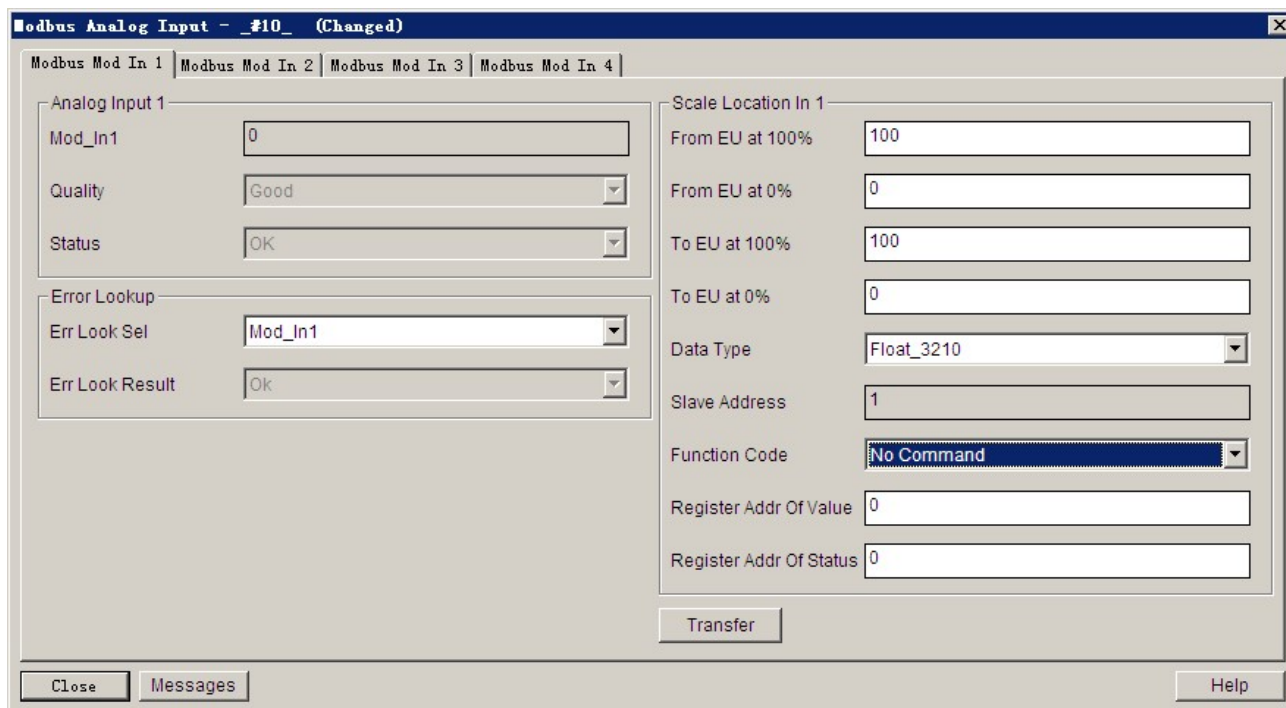 Modbus Analog Input - _#10_ (Changed)
Modbus Mod In 1 Modbus Mod In 2 Modbus Mod In 3 Modbus Mod In 4
Analog Input 1
Mod_In1 0
Quality Good
Status OK
Error Lookup
Err Look Sel Mod_In1
Err Look Result Ok
Scale Location In 1
From EU at 100% 100
From EU at 0% 0
To EU at 100% 100
To EU at 0% 0
Data Type Float_3210
Slave Address 1
Function Code No Command
Register Addr Of Value 0
Register Addr Of Status 0
Transfer
Close Messages Help